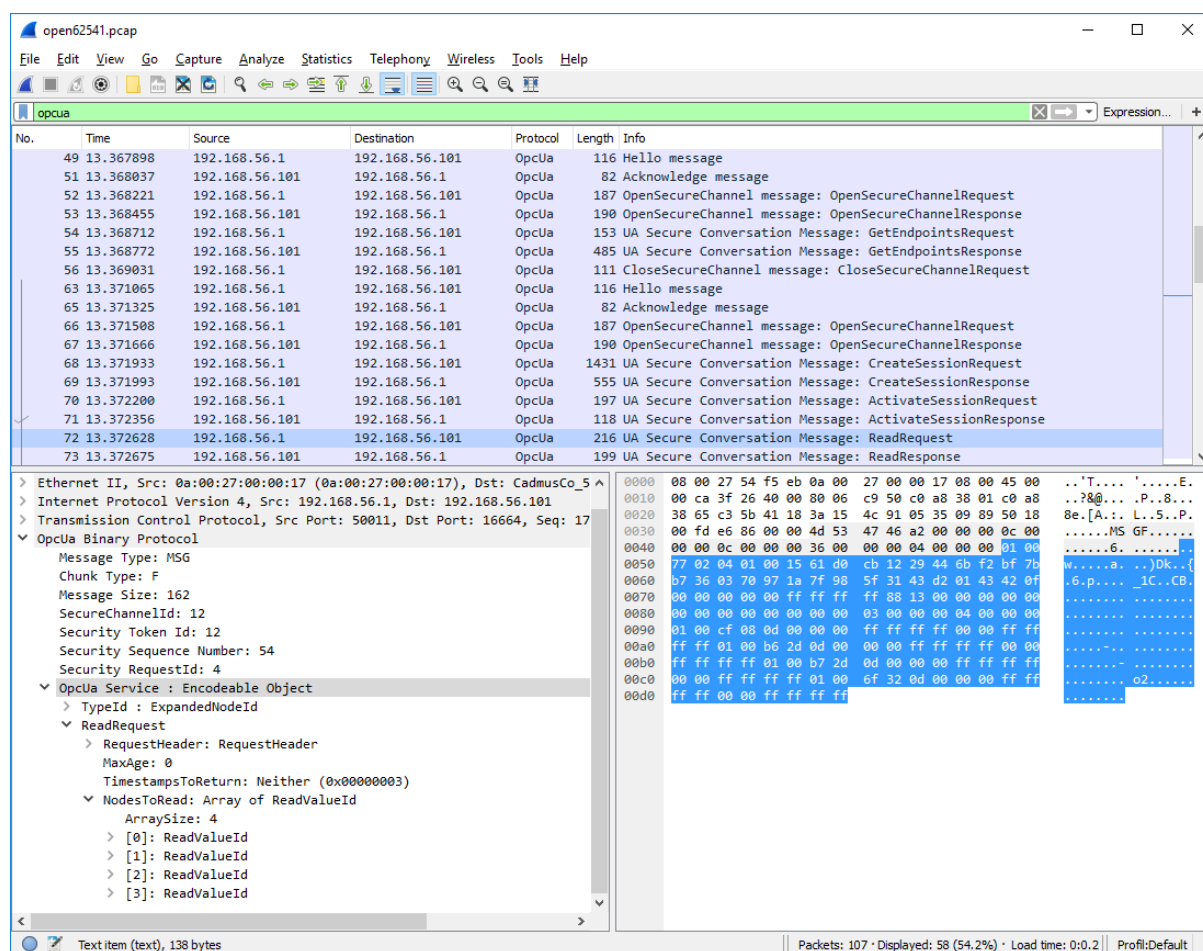 open62541.pcap
File Edit View Go Capture Analyze Statistics Telephony Wireless Tools Help
opcua Expression... +
No. Time Source Destination Protocol Length Info
49 13.367898 192.168.56.1 192.168.56.101 OpcUa 116 Hello message
51 13.368037 192.168.56.101 192.168.56.1 OpcUa 82 Acknowledge message
52 13.368221 192.168.56.1 192.168.56.101 OpcUa 187 OpenSecureChannel message: OpenSecureChannelRequest
53 13.368455 192.168.56.101 192.168.56.1 OpcUa 190 OpenSecureChannel message: OpenSecureChannelResponse
54 13.368712 192.168.56.1 192.168.56.101 OpcUa 153 UA Secure Conversation Message: GetEndpointsRequest
55 13.368772 192.168.56.101 192.168.56.1 OpcUa 485 UA Secure Conversation Message: GetEndpointsResponse
56 13.369031 192.168.56.1 192.168.56.101 OpcUa 111 CloseSecureChannel message: CloseSecureChannelRequest
63 13.371065 192.168.56.1 192.168.56.101 OpcUa 116 Hello message
65 13.371325 192.168.56.101 192.168.56.1 OpcUa 82 Acknowledge message
66 13.371508 192.168.56.1 192.168.56.101 OpcUa 187 OpenSecureChannel message: OpenSecureChannelRequest
67 13.371666 192.168.56.101 192.168.56.1 OpcUa 190 OpenSecureChannel message: OpenSecureChannelResponse
68 13.371933 192.168.56.1 192.168.56.101 OpcUa 1431 UA Secure Conversation Message: CreateSessionRequest
69 13.371993 192.168.56.101 192.168.56.1 OpcUa 555 UA Secure Conversation Message: CreateSessionResponse
70 13.372200 192.168.56.1 192.168.56.101 OpcUa 197 UA Secure Conversation Message: ActivateSessionRequest
71 13.372356 192.168.56.101 192.168.56.1 OpcUa 118 UA Secure Conversation Message: ActivateSessionResponse
72 13.372628 192.168.56.1 192.168.56.101 OpcUa 216 UA Secure Conversation Message: ReadRequest
73 13.372675 192.168.56.101 192.168.56.1 OpcUa 199 UA Secure Conversation Message: ReadResponse
Ethernet II, Src: 0a:00:27:00:00:17 (0a:00:27:00:00:17), Dst: CadmusCo_5
Internet Protocol Version 4, Src: 192.168.56.1, Dst: 192.168.56.101
Transmission Control Protocol, Src Port: 50011, Dst Port: 16664, Seq: 17
OpcUa Binary Protocol
Message Type: MSG
Chunk Type: F
Message Size: 162
SecureChannelId: 12
Security Token Id: 12
Security Sequence Number: 54
Security RequestId: 4
OpcUa Service : Encodeable Object
TypeId : ExpandedNodeId
ReadRequest
RequestHeader: RequestHeader
MaxAge: 0
TimestampsToReturn: Neither (0x00000003)
NodesToRead: Array of ReadValueId
ArraySize: 4
[0]: ReadValueId
[1]: ReadValueId
[2]: ReadValueId
[3]: ReadValueId
0000 08 00 27 54 f5 eb 0a 00 27 00 00 17 08 00 45 00 ..'T.... '.....E.
0010 00 ca 3f 26 40 00 80 06 c9 50 c0 a8 38 01 c0 a8 ..?&@... .P..8...
0020 38 65 c3 5b 41 18 3a 15 4c 91 05 35 09 89 50 18 8e.[A.:. L..5..P.
0030 00 fd e6 86 00 00 4d 53 47 46 a2 00 00 00 0c 00 ......MS GF......
0040 00 00 0c 00 00 00 36 00 00 00 04 00 00 00 01 00 ......6. ........
0050 77 02 04 01 00 15 61 d0 cb 12 29 44 6b f2 bf 7b w.....a. ..)Dk..{
0060 b7 36 03 70 97 1a 7f 98 5f 31 43 d2 01 43 42 0f .6.p.... _1C..CB.
0070 00 00 00 00 00 ff ff ff ff 88 13 00 00 00 00 00 ........ ........
0080 00 00 00 00 00 00 00 00 03 00 00 00 04 00 00 00 ........ ........
0090 01 00 cf 08 0d 00 00 00 ff ff ff ff 00 00 ff ff ........ ........
00a0 ff ff 01 00 b6 2d 0d 00 00 00 ff ff ff ff 00 00 .....-.. ........
00b0 ff ff ff ff 01 00 b7 2d 0d 00 00 00 ff ff ff ff .......- ........
00c0 00 00 ff ff ff ff 01 00 6f 32 0d 00 00 00 ff ff ........ o2......
00d0 ff ff 00 00 ff ff ff ff ........
Text item (text), 138 bytes Packets: 107 · Displayed: 58 (54.2%) · Load time: 0:0.2 Profil:Default